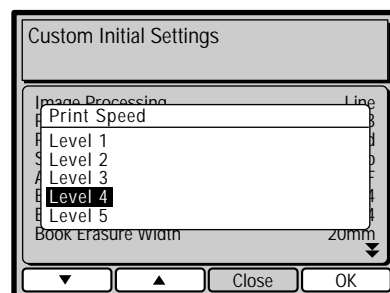 Custom Initial Settings
Image Processing Line
Print Speed
Level 1
Level 2
Level 3
Level 4
Level 5
Book Erasure Width 20mm
▼ ▲ Close OK